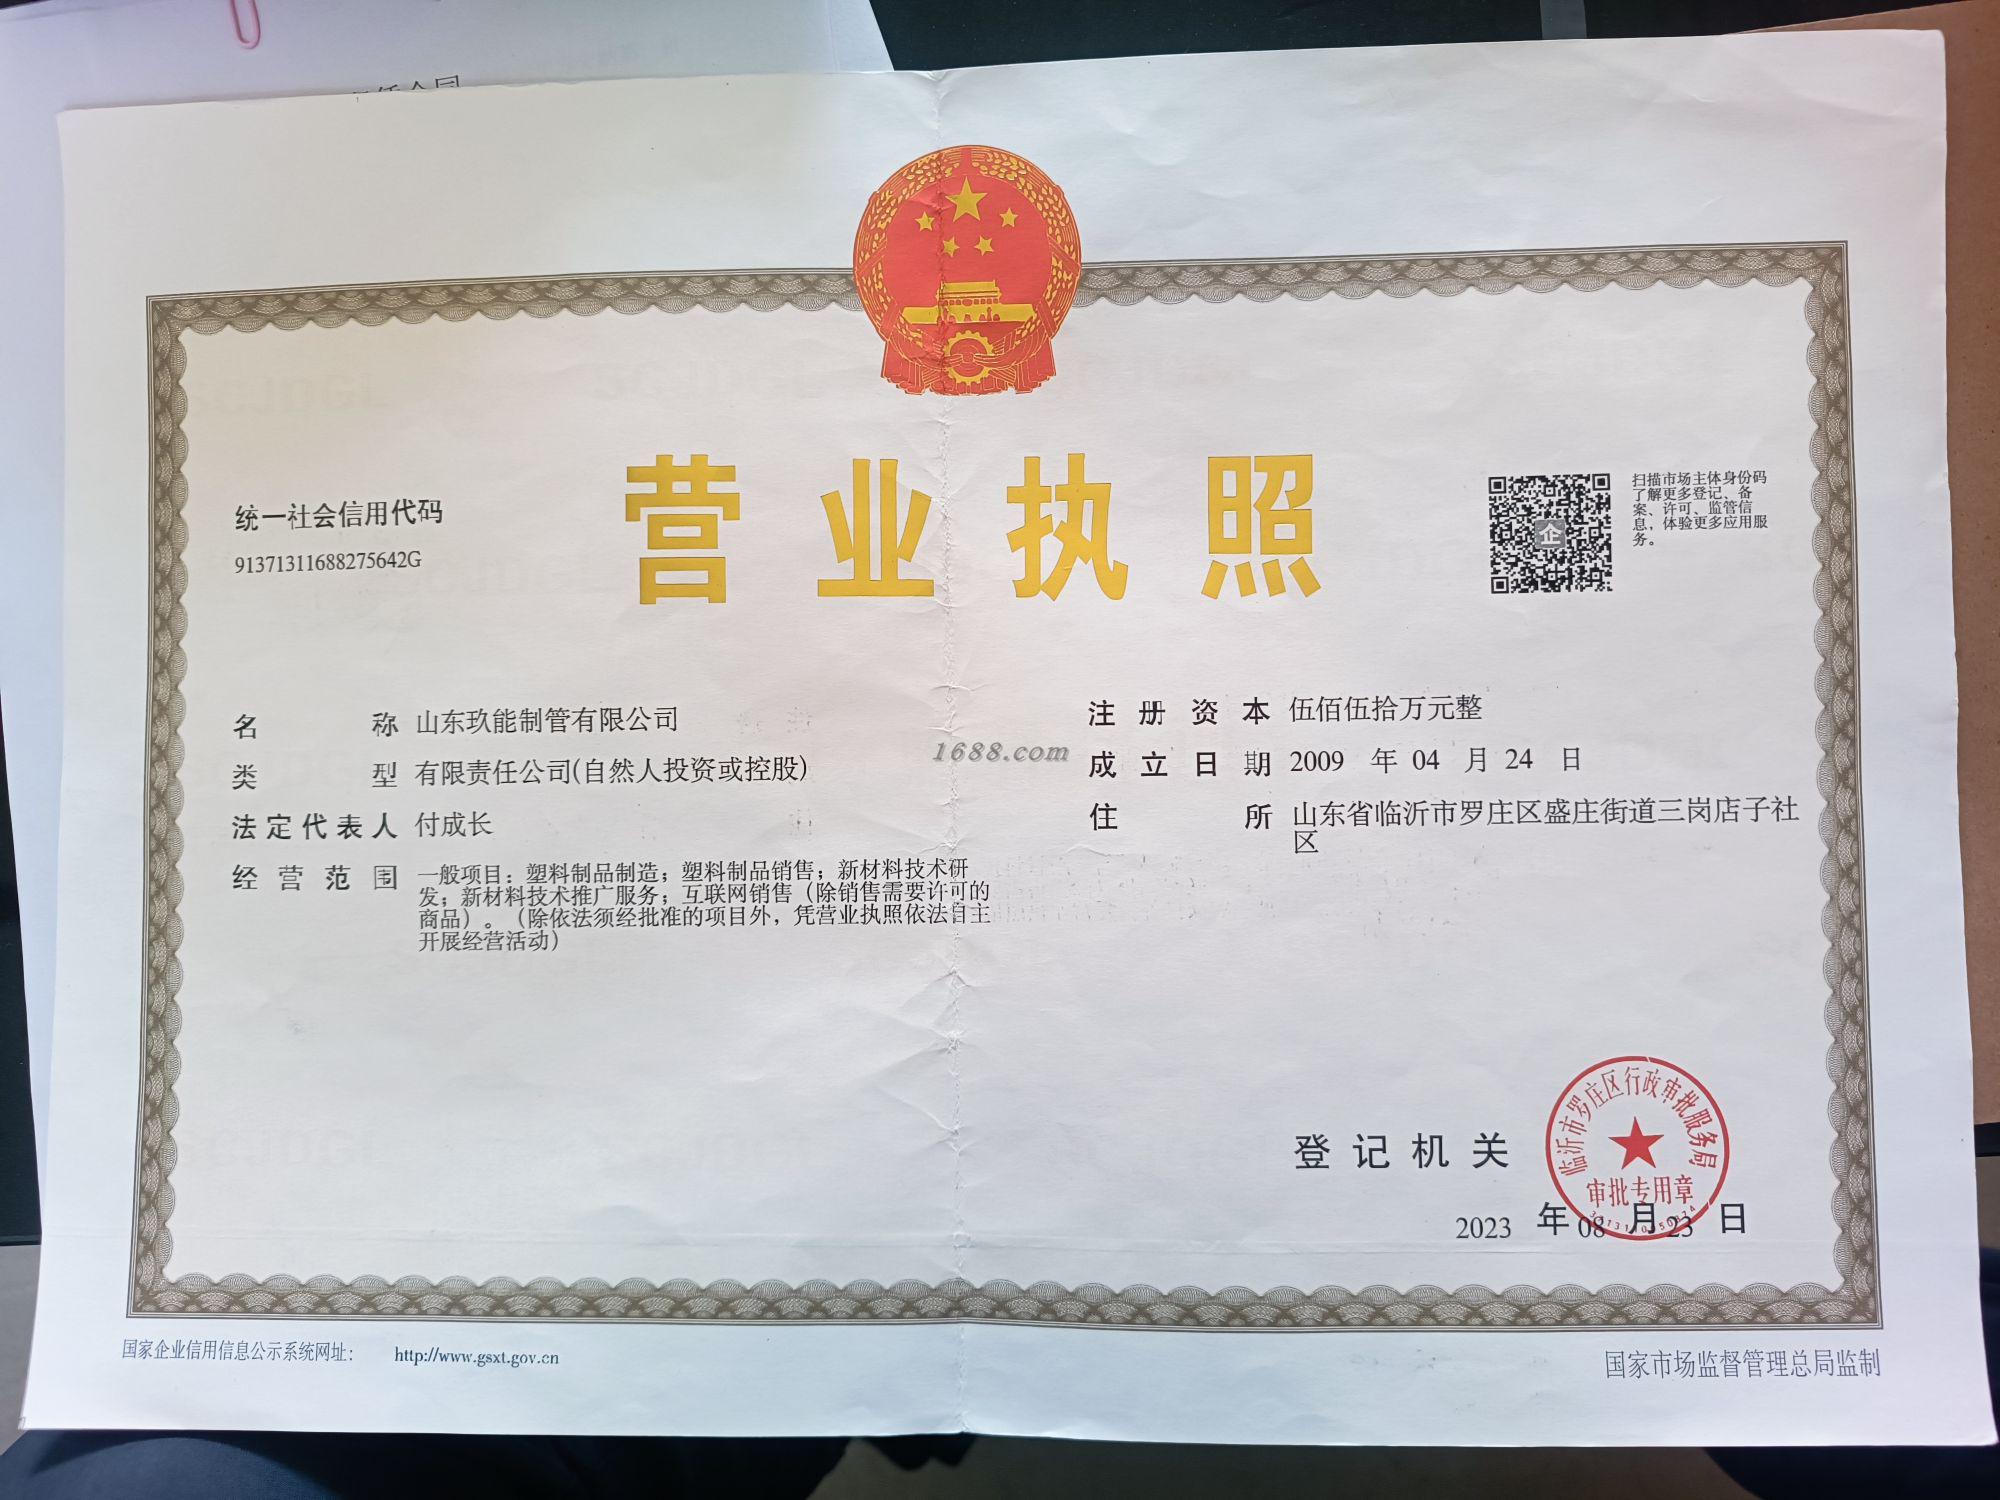 营业执照
统一社会信用代码
91371311688275642G
扫描市场主体身份码
了解更多登记、备
案、许可、监管信
息，体验更多应用服
务。
名称 山东玖能制管有限公司
类型 有限责任公司(自然人投资或控股)
法定代表人 付成长
经营范围 一般项目：塑料制品制造；塑料制品销售；新材料技术研
发；新材料技术推广服务；互联网销售（除销售需要许可的
商品）。（除依法须经批准的项目外，凭营业执照依法自主
开展经营活动）
1688.com
注册资本 伍佰伍拾万元整
成立日期 2009 年 04 月 24 日
住所 山东省临沂市罗庄区盛庄街道三岗店子社
区
登记机关
临沂市罗庄区行政审批服务局
审批专用章
2023 年 08 月 23 日
国家企业信用信息公示系统网址： http://www.gsxt.gov.cn
国家市场监督管理总局监制